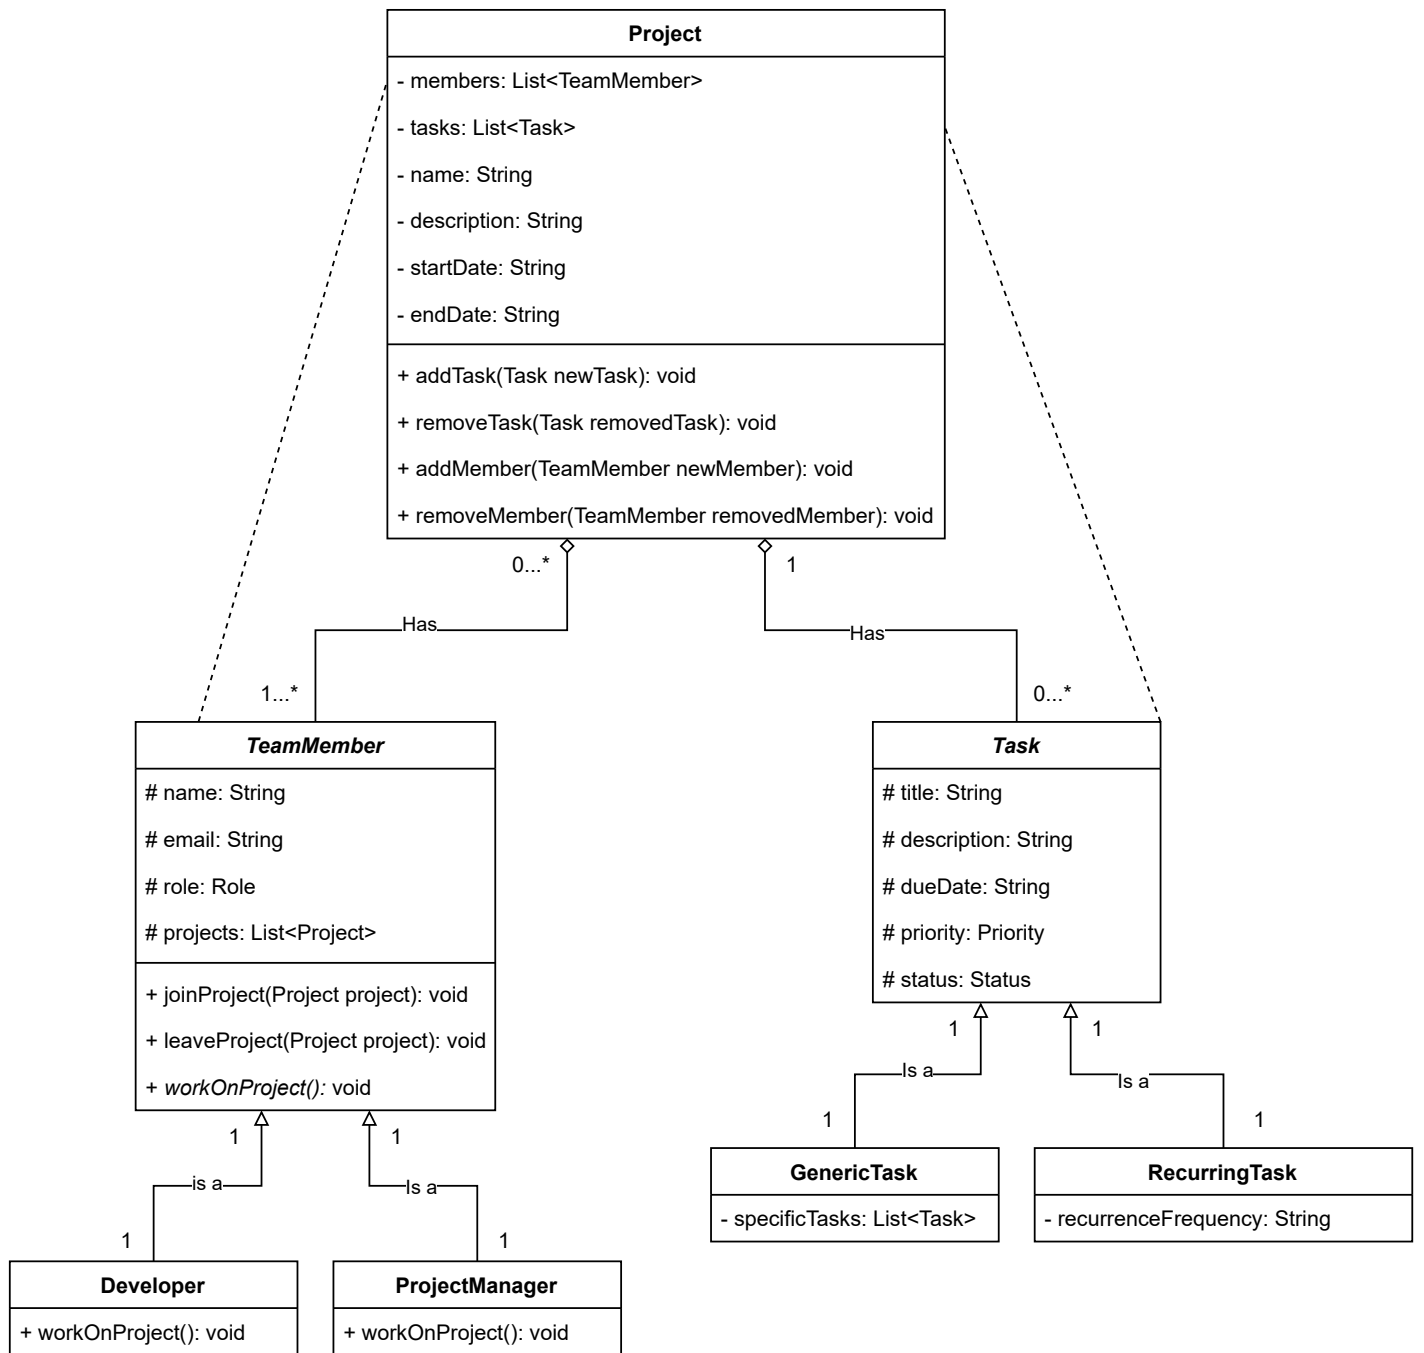 Project
- members: List<TeamMember>
- tasks: List<Task>
- name: String
- description: String
- startDate: String
- endDate: String
+ addTask(Task newTask): void
+ removeTask(Task removedTask): void
+ addMember(TeamMember newMember): void
+ removeMember(TeamMember removedMember): void
0...*
1
Has
Has
1...*
0...*
TeamMember
# name: String
# email: String
# role: Role
# projects: List<Project>
+ joinProject(Project project): void
+ leaveProject(Project project): void
+ workOnProject(): void
Task
# title: String
# description: String
# dueDate: String
# priority: Priority
# status: Status
1
1
Is a
Is a
1
1
GenericTask
- specificTasks: List<Task>
RecurringTask
- recurrenceFrequency: String
1
1
is a
Is a
1
1
Developer
+ workOnProject(): void
ProjectManager
+ workOnProject(): void